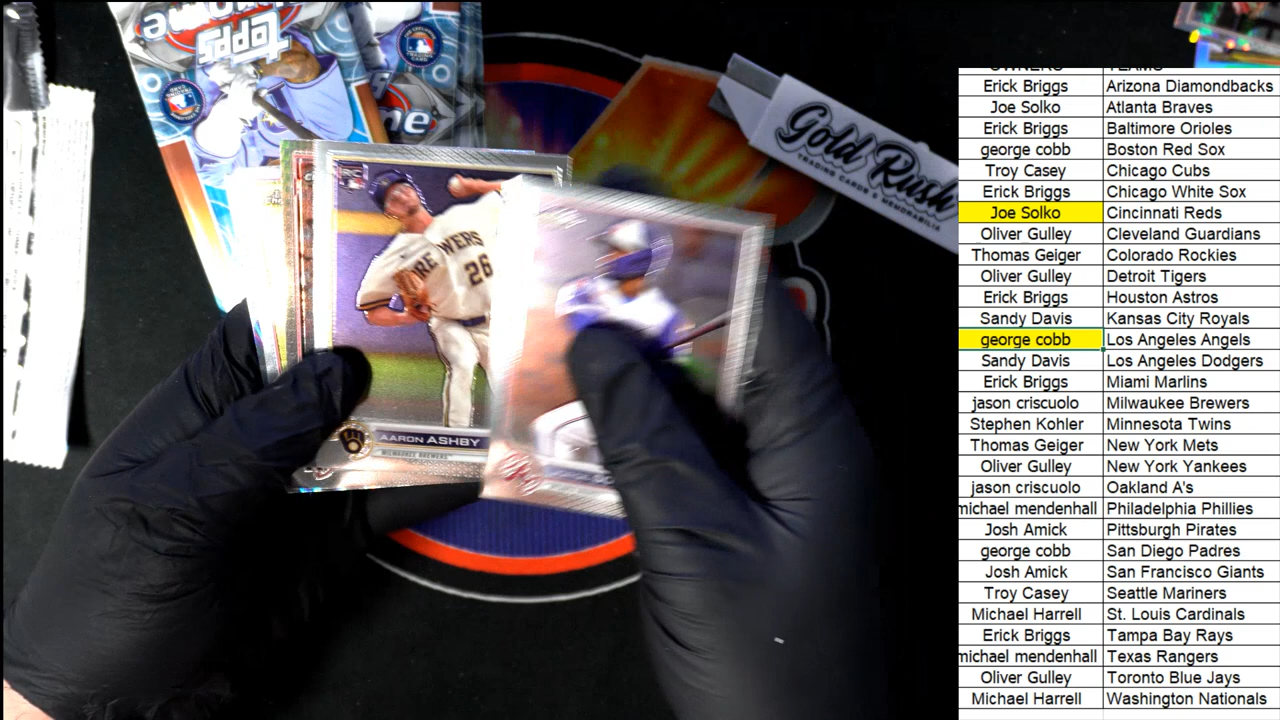 topps
ne
Gold Rush
TRADING CARDS & MEMORABILIA
BREWERS
26
AARON ASHBY
MILWAUKEE BREWERS
OWNERS TEAMS
Erick Briggs Arizona Diamondbacks
Joe Solko Atlanta Braves
Erick Briggs Baltimore Orioles
george cobb Boston Red Sox
Troy Casey Chicago Cubs
Erick Briggs Chicago White Sox
Joe Solko Cincinnati Reds
Oliver Gulley Cleveland Guardians
Thomas Geiger Colorado Rockies
Oliver Gulley Detroit Tigers
Erick Briggs Houston Astros
Sandy Davis Kansas City Royals
george cobb Los Angeles Angels
Sandy Davis Los Angeles Dodgers
Erick Briggs Miami Marlins
jason criscuolo Milwaukee Brewers
Stephen Kohler Minnesota Twins
Thomas Geiger New York Mets
Oliver Gulley New York Yankees
jason criscuolo Oakland A's
michael mendenhall Philadelphia Phillies
Josh Amick Pittsburgh Pirates
george cobb San Diego Padres
Josh Amick San Francisco Giants
Troy Casey Seattle Mariners
Michael Harrell St. Louis Cardinals
Erick Briggs Tampa Bay Rays
michael mendenhall Texas Rangers
Oliver Gulley Toronto Blue Jays
Michael Harrell Washington Nationals